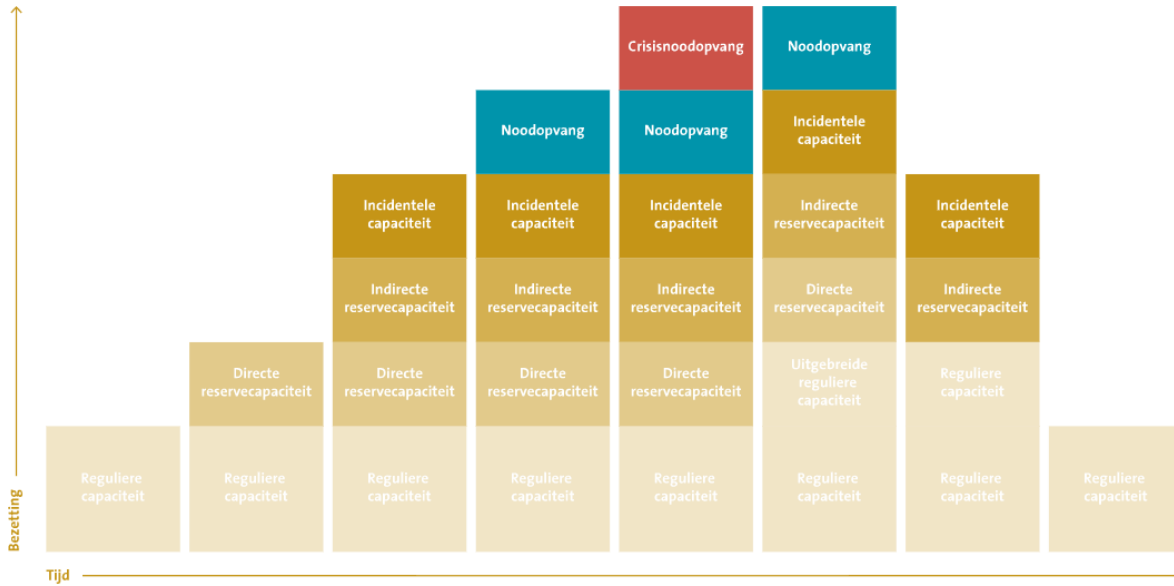 Crisisnoodopvang
Noodopvang
Noodopvang
Noodopvang
Incidentele
capaciteit
Incidentele
capaciteit
Incidentele
capaciteit
Incidentele
capaciteit
Indirecte
reservecapaciteit
Incidentele
capaciteit
Indirecte
reservecapaciteit
Indirecte
reservecapaciteit
Indirecte
reservecapaciteit
Directe
reservecapaciteit
Indirecte
reservecapaciteit
Directe
reservecapaciteit
Directe
reservecapaciteit
Directe
reservecapaciteit
Directe
reservecapaciteit
Uitgebreide
reguliere
capaciteit
Reguliere
capaciteit
Reguliere
capaciteit
Reguliere
capaciteit
Reguliere
capaciteit
Reguliere
capaciteit
Reguliere
capaciteit
Reguliere
capaciteit
Reguliere
capaciteit
Reguliere
capaciteit
Bezetting
Tijd